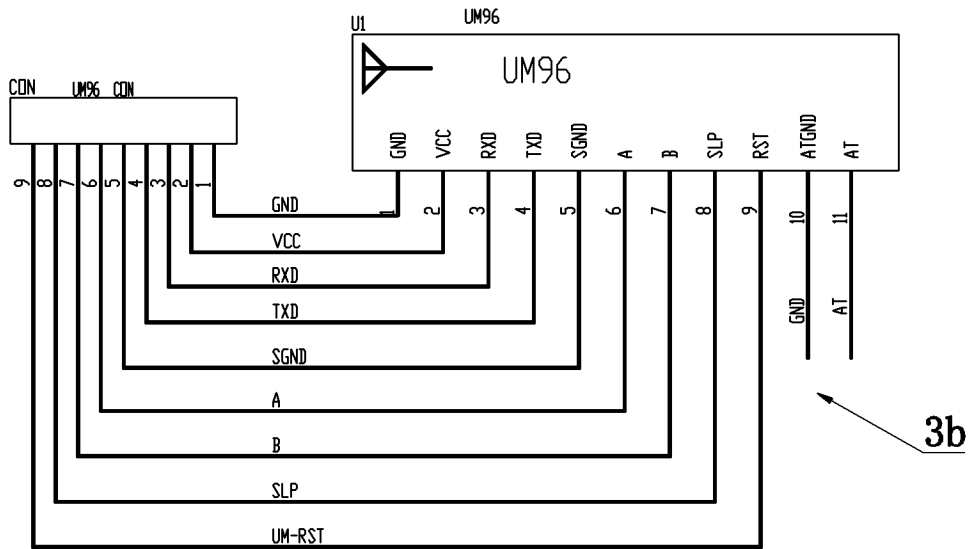 U1 UM96
UM96
CON UM96 CON
GND VCC RXD TXD SGND A B SLP RST ATGND AT
9 8 7 6 5 4 3 2 1
1 2 3 4 5 6 7 8 9 10 11
GND
VCC
RXD
TXD
SGND
A
B
SLP
UM-RST
GND AT
3b